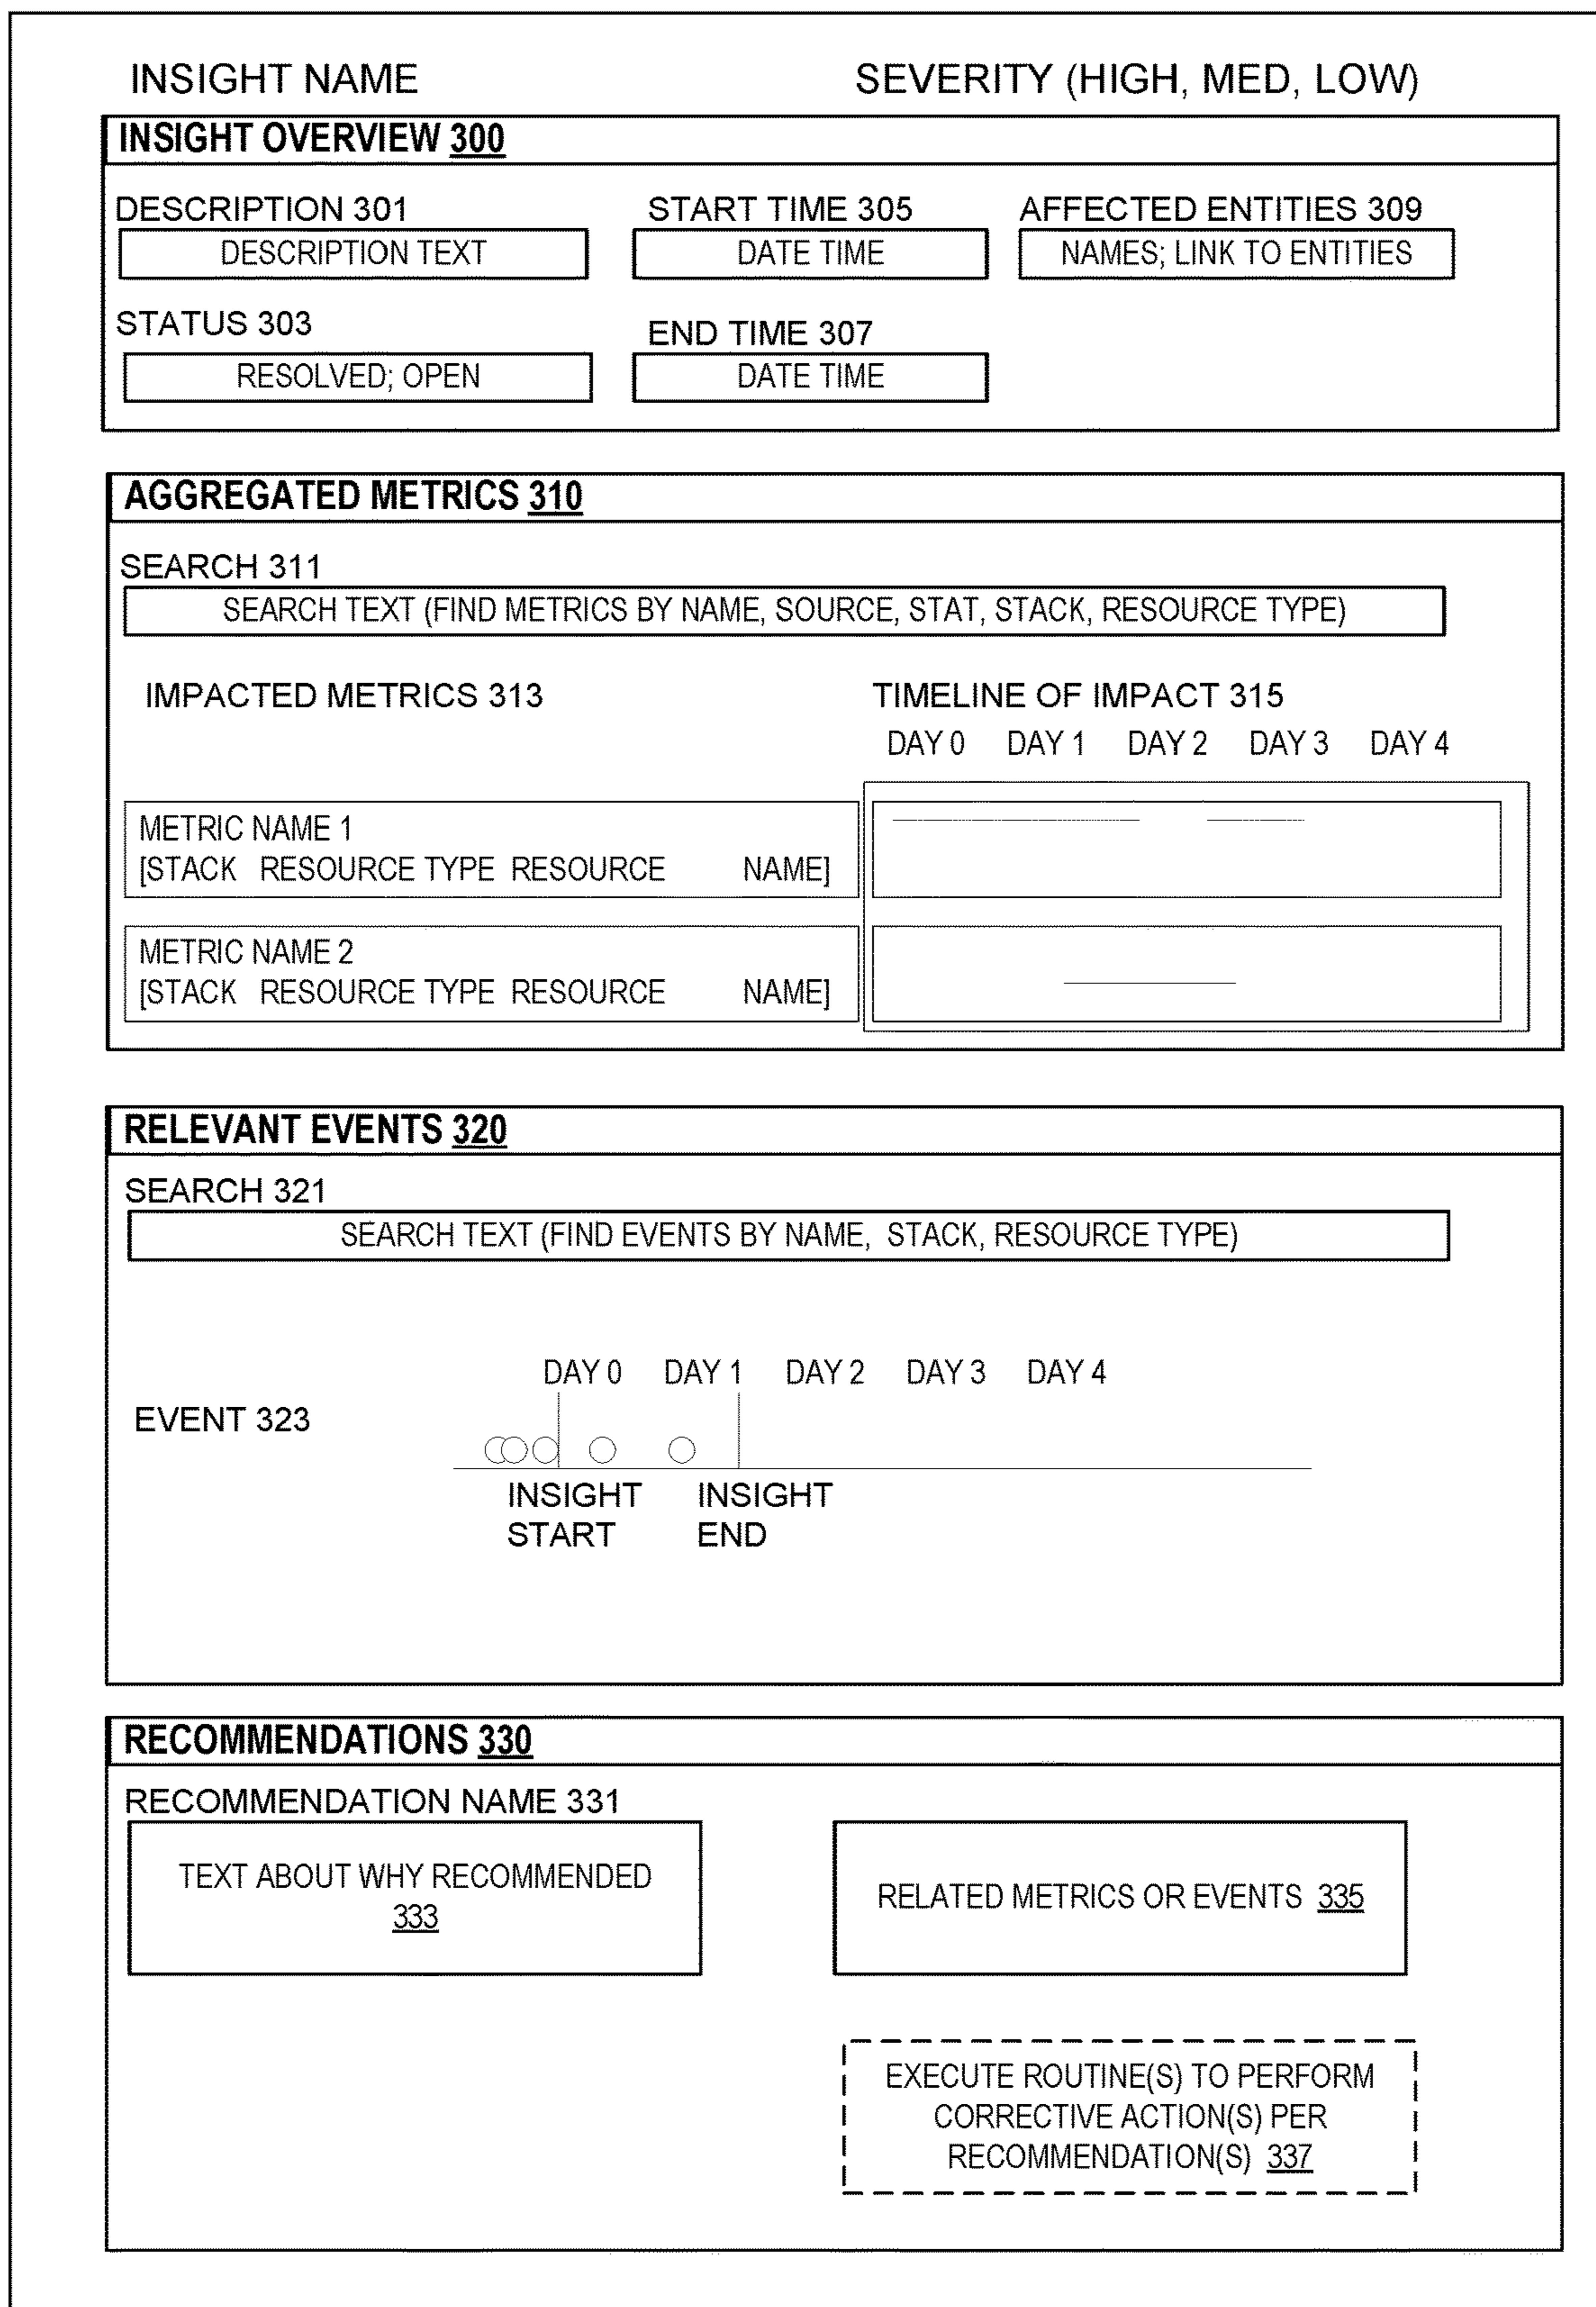 INSIGHT NAME SEVERITY (HIGH, MED, LOW)
INSIGHT OVERVIEW 300
DESCRIPTION 301 START TIME 305 AFFECTED ENTITIES 309
DESCRIPTION TEXT DATE TIME NAMES; LINK TO ENTITIES
STATUS 303 END TIME 307
RESOLVED; OPEN DATE TIME
AGGREGATED METRICS 310
SEARCH 311
SEARCH TEXT (FIND METRICS BY NAME, SOURCE, STAT, STACK, RESOURCE TYPE)
IMPACTED METRICS 313 TIMELINE OF IMPACT 315
DAY 0 DAY 1 DAY 2 DAY 3 DAY 4
METRIC NAME 1
[STACK RESOURCE TYPE RESOURCE NAME]
METRIC NAME 2
[STACK RESOURCE TYPE RESOURCE NAME]
RELEVANT EVENTS 320
SEARCH 321
SEARCH TEXT (FIND EVENTS BY NAME, STACK, RESOURCE TYPE)
DAY 0 DAY 1 DAY 2 DAY 3 DAY 4
EVENT 323
INSIGHT INSIGHT
START END
RECOMMENDATIONS 330
RECOMMENDATION NAME 331
TEXT ABOUT WHY RECOMMENDED
333
RELATED METRICS OR EVENTS 335
EXECUTE ROUTINE(S) TO PERFORM
CORRECTIVE ACTION(S) PER
RECOMMENDATION(S) 337